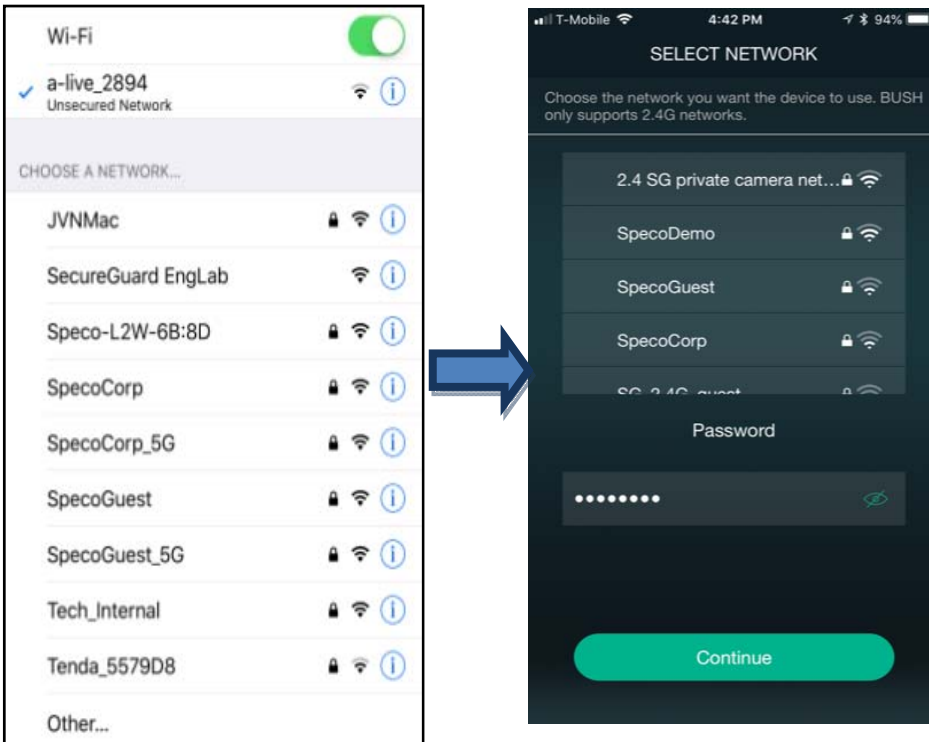 Wi-Fi
a-live_2894
Unsecured Network
CHOOSE A NETWORK...
JVNMac
SecureGuard EngLab
Speco-L2W-6B:8D
SpecoCorp
SpecoCorp_5G
SpecoGuest
SpecoGuest_5G
Tech_Internal
Tenda_5579D8
Other...
T-Mobile 4:42 PM 94%
SELECT NETWORK
Choose the network you want the device to use. BUSH
only supports 2.4G networks.
2.4 SG private camera net...
SpecoDemo
SpecoGuest
SpecoCorp
SG_2.4G_guest
Password
Continue